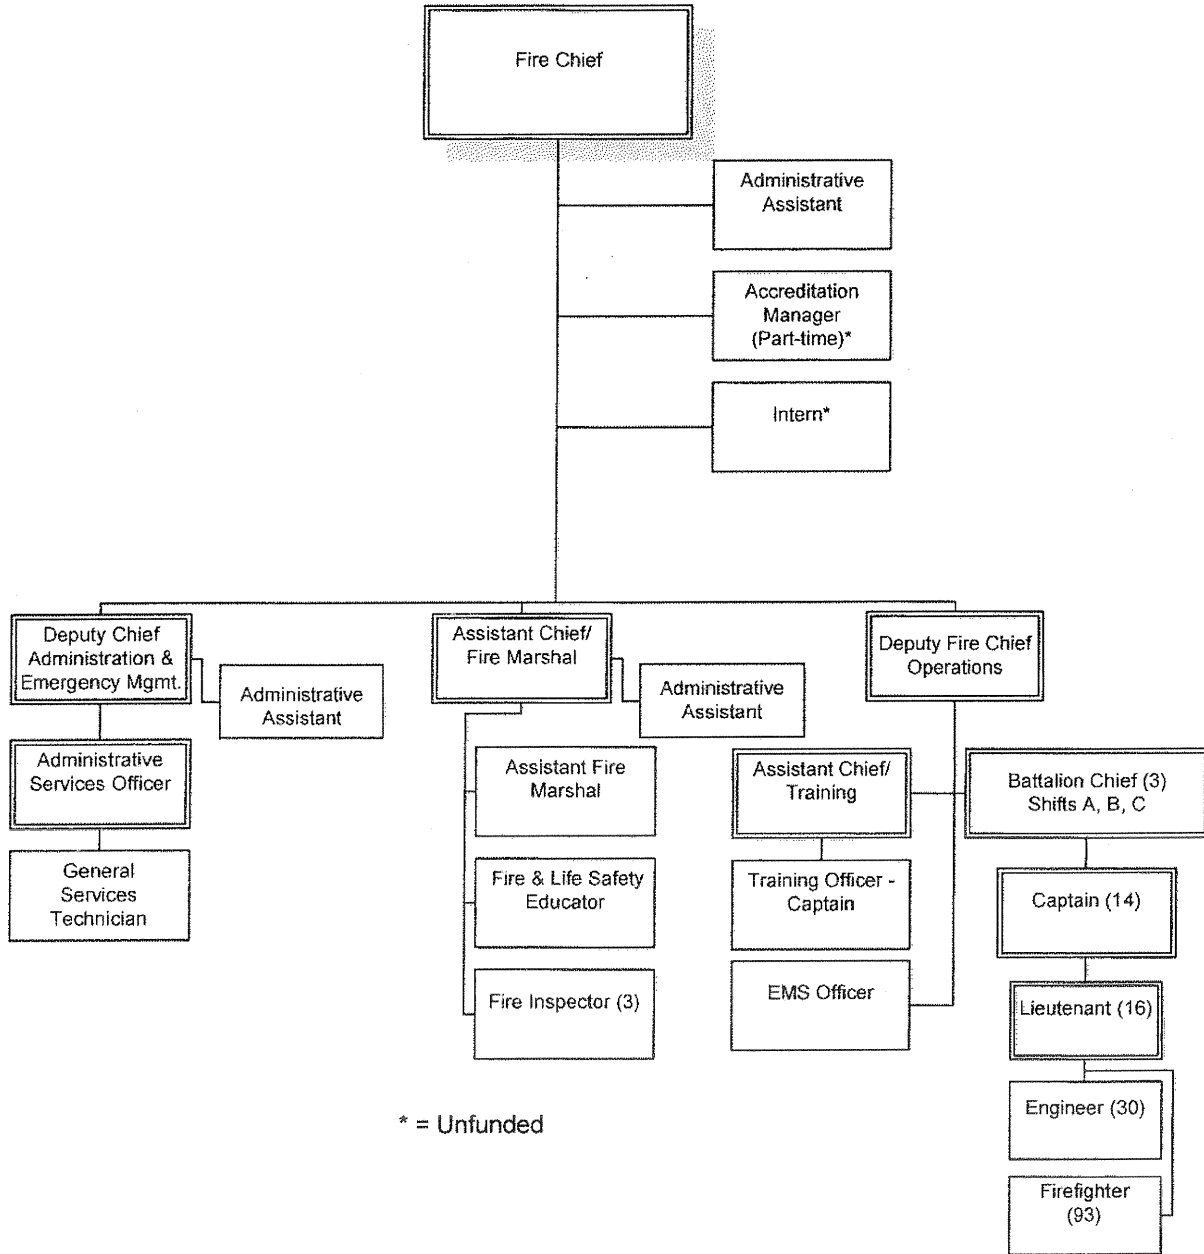 Fire Chief
Administrative
Assistant
Accreditation
Manager
(Part-time)*
Intern*
Deputy Chief
Administration &
Emergency Mgmt.
Administrative
Assistant
Administrative
Services Officer
General
Services
Technician
Assistant Chief/
Fire Marshal
Administrative
Assistant
Assistant Fire
Marshal
Fire & Life Safety
Educator
Fire Inspector (3)
Deputy Fire Chief
Operations
Assistant Chief/
Training
Training Officer -
Captain
EMS Officer
Battalion Chief (3)
Shifts A, B, C
Captain (14)
Lieutenant (16)
Engineer (30)
Firefighter
(93)
* = Unfunded